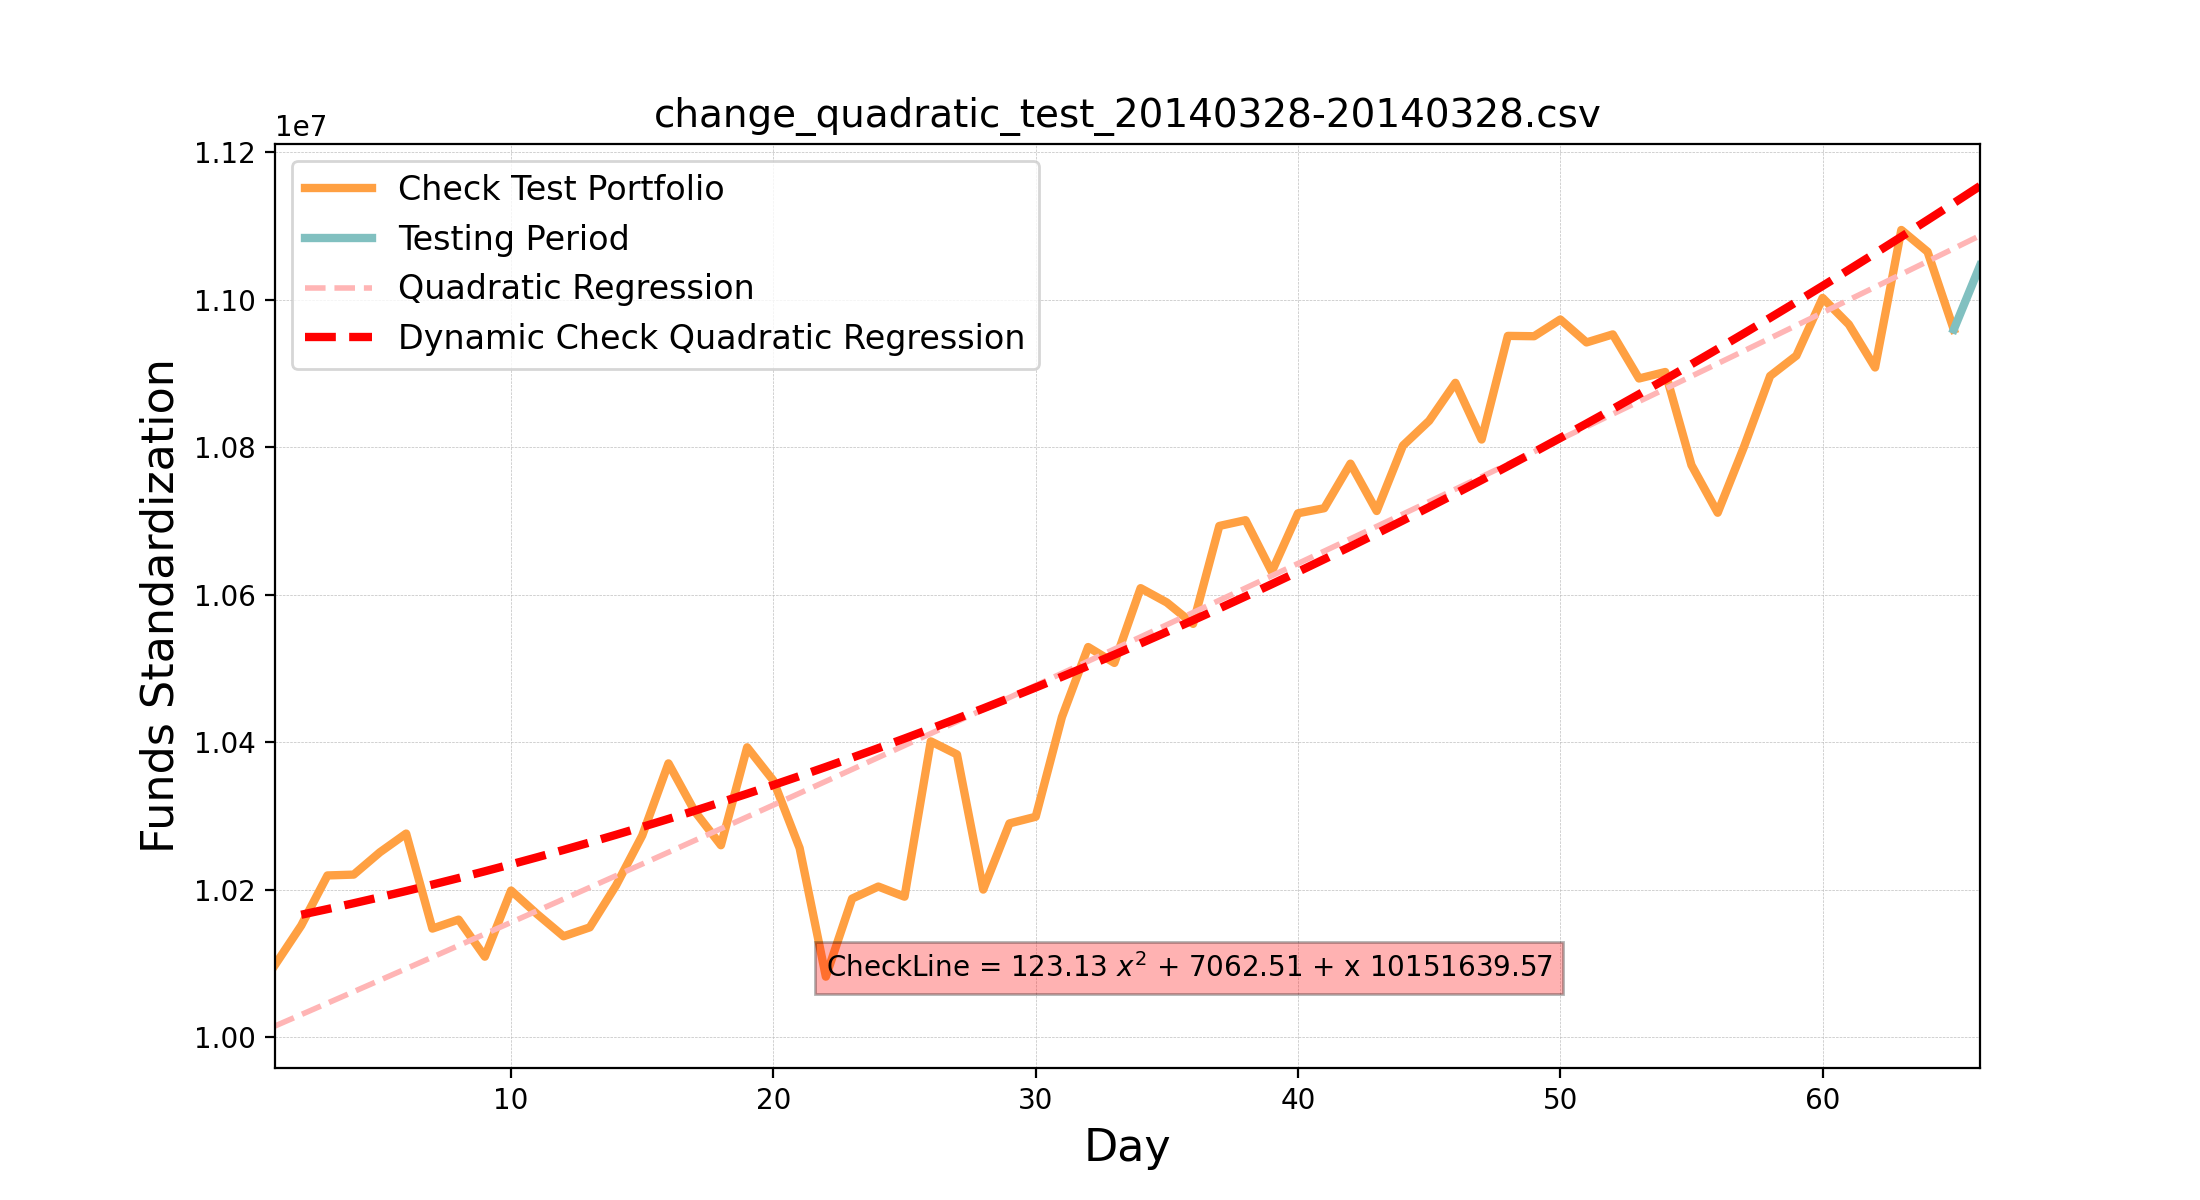 change_quadratic_test_20140328-20140328.csv
1e7
Check Test Portfolio
Testing Period
Quadratic Regression
Dynamic Check Quadratic Regression
Funds Standardization
1.12
1.10
1.08
1.06
1.04
1.02
1.00
CheckLine = 123.13 x² + 7062.51 + x 10151639.57
10 20 30 40 50 60
Day